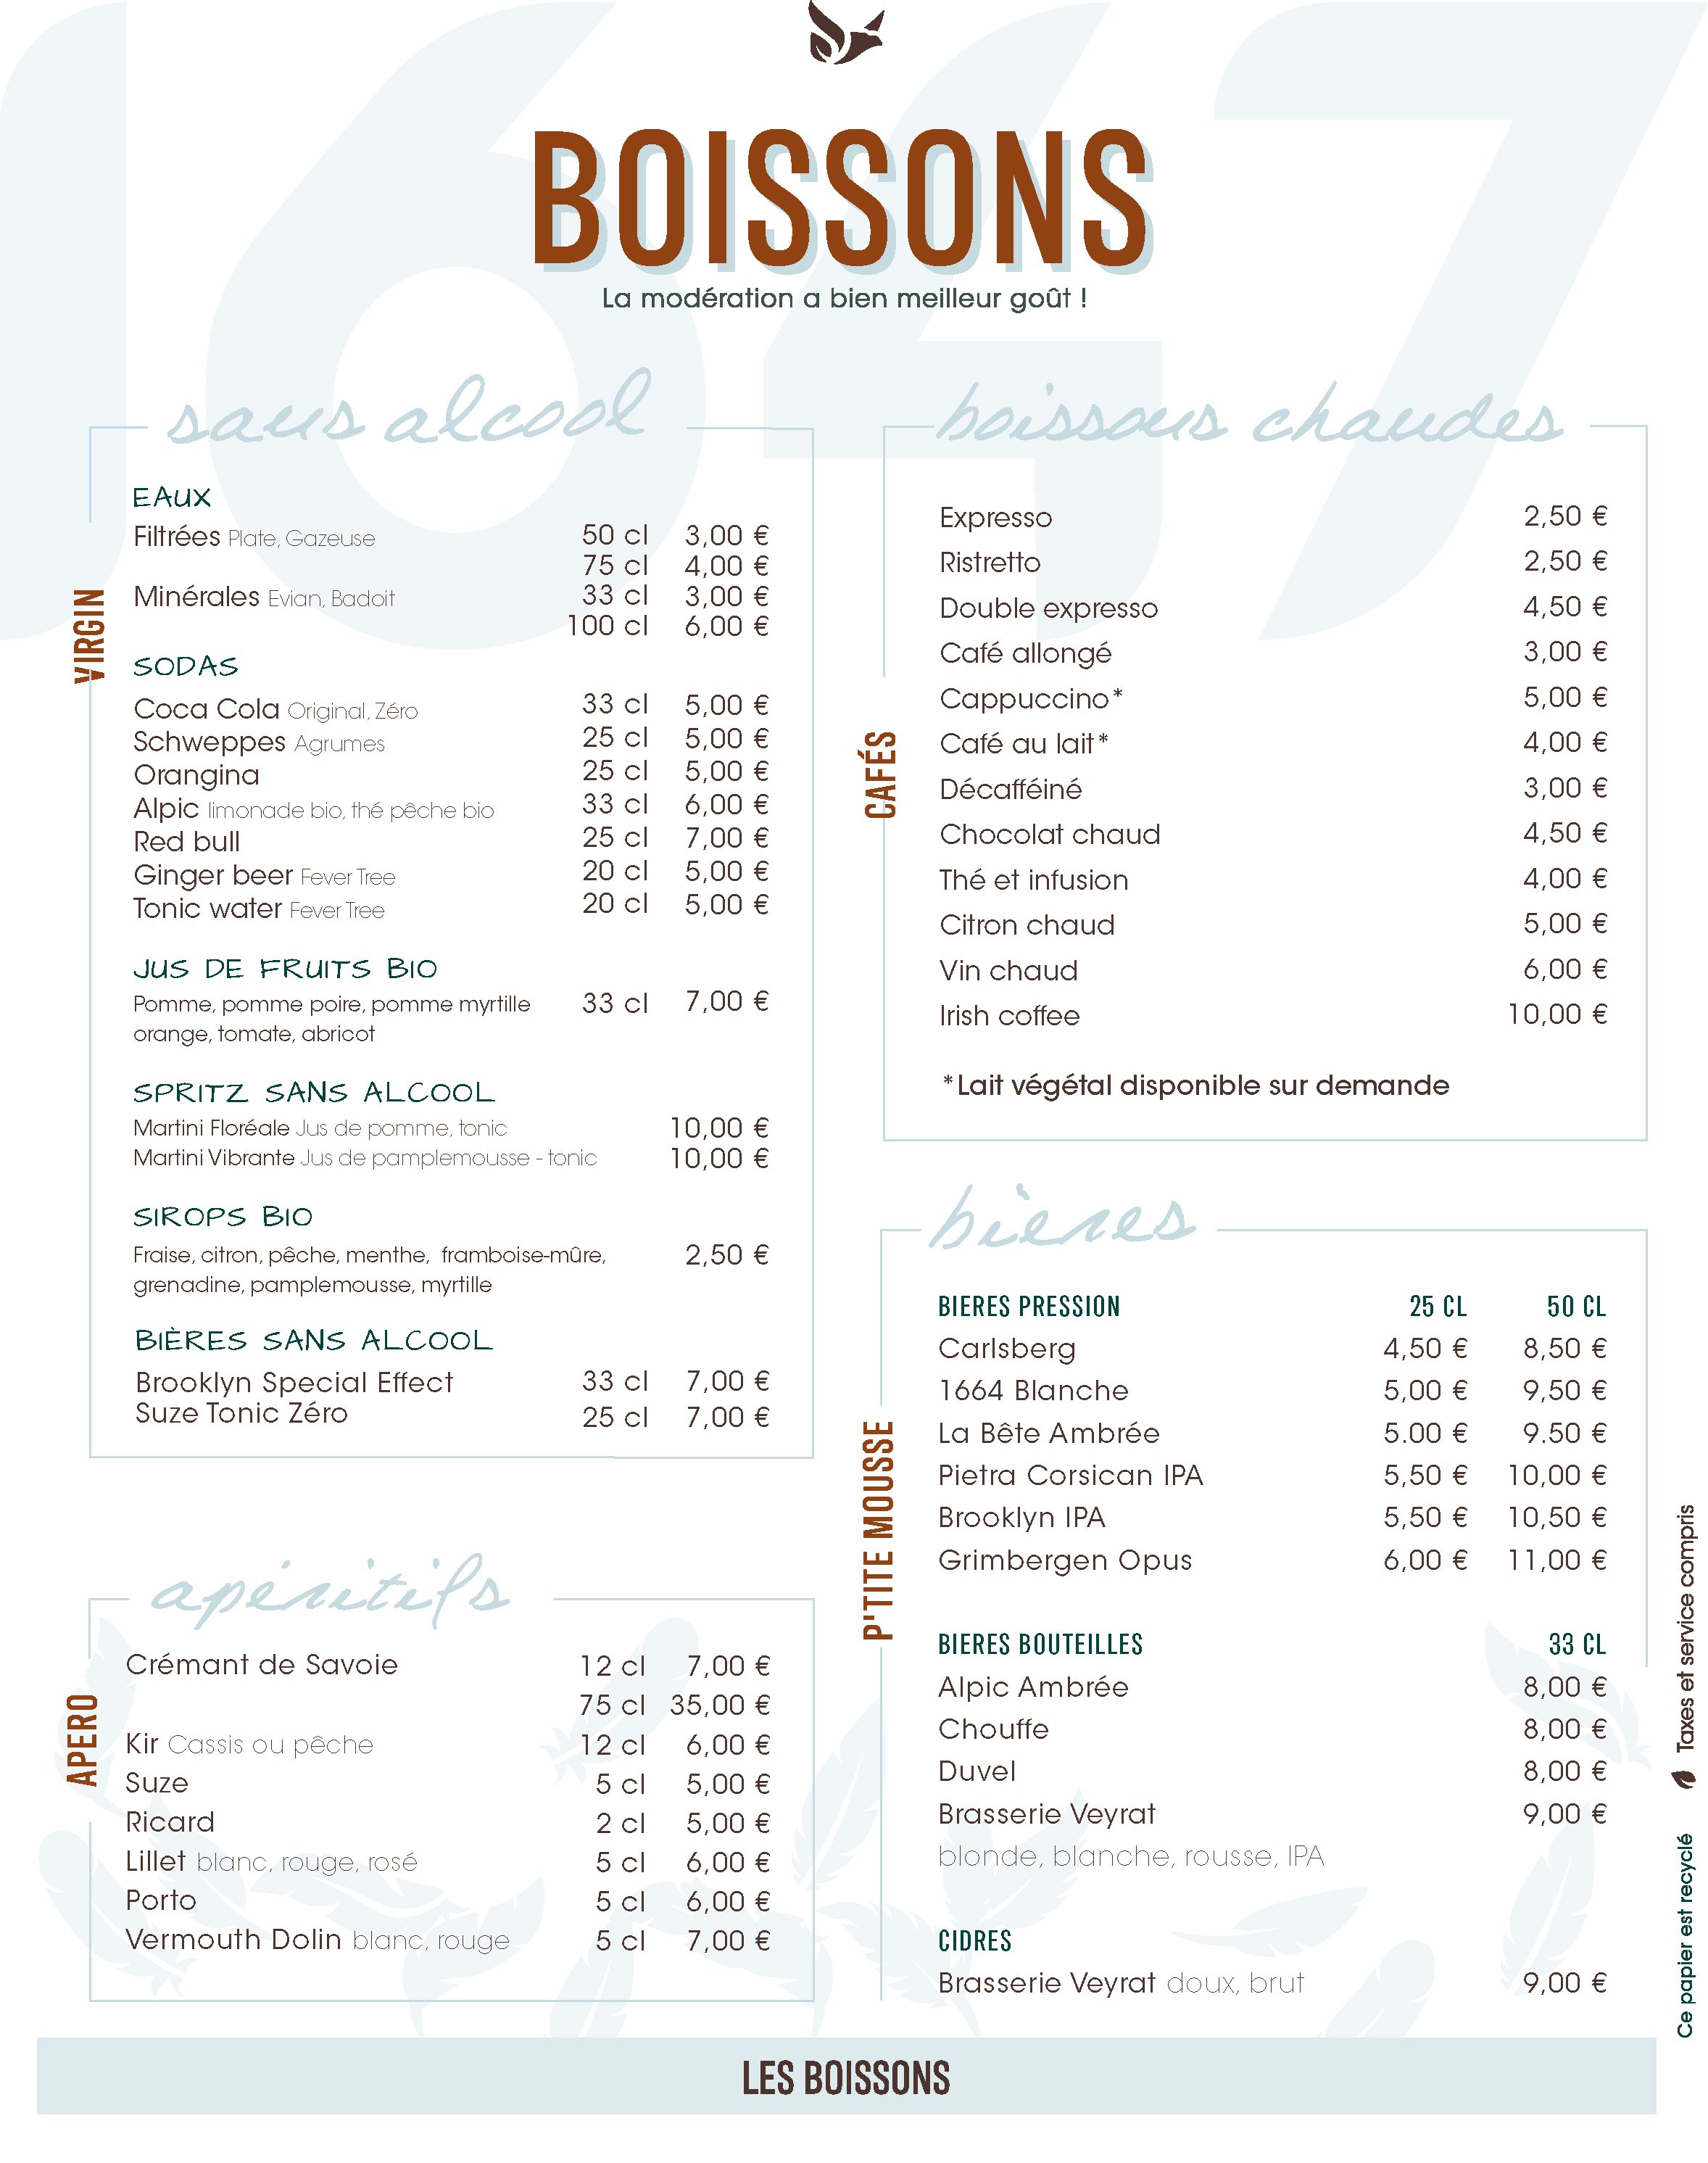 1647
BOISSONS
La modération a bien meilleur goût !
sans alcool
VIRGIN
EAUX
Filtrées Plate, Gazeuse 50 cl 3,00 €
75 cl 4,00 €
Minérales Evian, Badoit 33 cl 3,00 €
100 cl 6,00 €
SODAS
Coca Cola Original, Zéro 33 cl 5,00 €
Schweppes Agrumes 25 cl 5,00 €
Orangina 25 cl 5,00 €
Alpic limonade bio, thé pêche bio 33 cl 6,00 €
Red bull 25 cl 7,00 €
Ginger beer Fever Tree 20 cl 5,00 €
Tonic water Fever Tree 20 cl 5,00 €
JUS DE FRUITS BIO
Pomme, pomme poire, pomme myrtille 33 cl 7,00 €
orange, tomate, abricot
SPRITZ SANS ALCOOL
Martini Floréale Jus de pomme, tonic 10,00 €
Martini Vibrante Jus de pamplemousse - tonic 10,00 €
SIROPS BIO
Fraise, citron, pêche, menthe, framboise-mûre, 2,50 €
grenadine, pamplemousse, myrtille
BIÈRES SANS ALCOOL
Brooklyn Special Effect 33 cl 7,00 €
Suze Tonic Zéro 25 cl 7,00 €
apéritifs
APERO
Crémant de Savoie 12 cl 7,00 €
75 cl 35,00 €
Kir Cassis ou pêche 12 cl 6,00 €
Suze 5 cl 5,00 €
Ricard 2 cl 5,00 €
Lillet blanc, rouge, rosé 5 cl 6,00 €
Porto 5 cl 6,00 €
Vermouth Dolin blanc, rouge 5 cl 7,00 €
boissons chaudes
CAFÉS
Expresso 2,50 €
Ristretto 2,50 €
Double expresso 4,50 €
Café allongé 3,00 €
Cappuccino* 5,00 €
Café au lait* 4,00 €
Décafféiné 3,00 €
Chocolat chaud 4,50 €
Thé et infusion 4,00 €
Citron chaud 5,00 €
Vin chaud 6,00 €
Irish coffee 10,00 €
*Lait végétal disponible sur demande
bières
P'TITE MOUSSE
BIERES PRESSION 25 CL 50 CL
Carlsberg 4,50 € 8,50 €
1664 Blanche 5,00 € 9,50 €
La Bête Ambrée 5.00 € 9.50 €
Pietra Corsican IPA 5,50 € 10,00 €
Brooklyn IPA 5,50 € 10,50 €
Grimbergen Opus 6,00 € 11,00 €
BIERES BOUTEILLES 33 CL
Alpic Ambrée 8,00 €
Chouffe 8,00 €
Duvel 8,00 €
Brasserie Veyrat 9,00 €
blonde, blanche, rousse, IPA
CIDRES
Brasserie Veyrat doux, brut 9,00 €
Ce papier est recyclé Taxes et service compris
LES BOISSONS